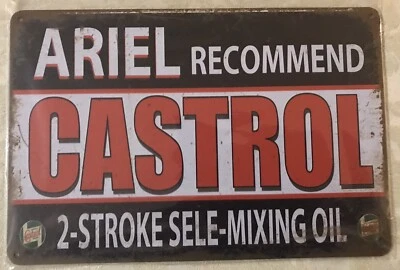 ARIEL RECOMMEND
CASTROL
2-STROKE SELE-MIXING OIL